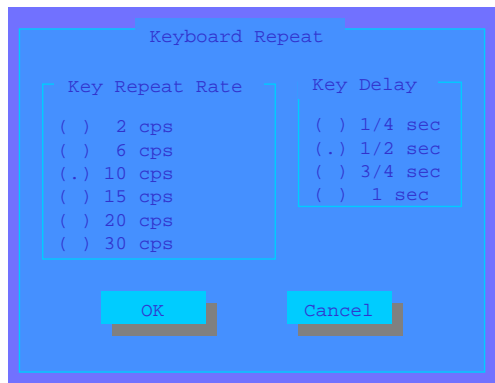 Keyboard Repeat
Key Repeat Rate
( )  2 cps
( )  6 cps
(.) 10 cps
( ) 15 cps
( ) 20 cps
( ) 30 cps
Key Delay
( ) 1/4 sec
(.) 1/2 sec
( ) 3/4 sec
( )  1 sec
OK
Cancel